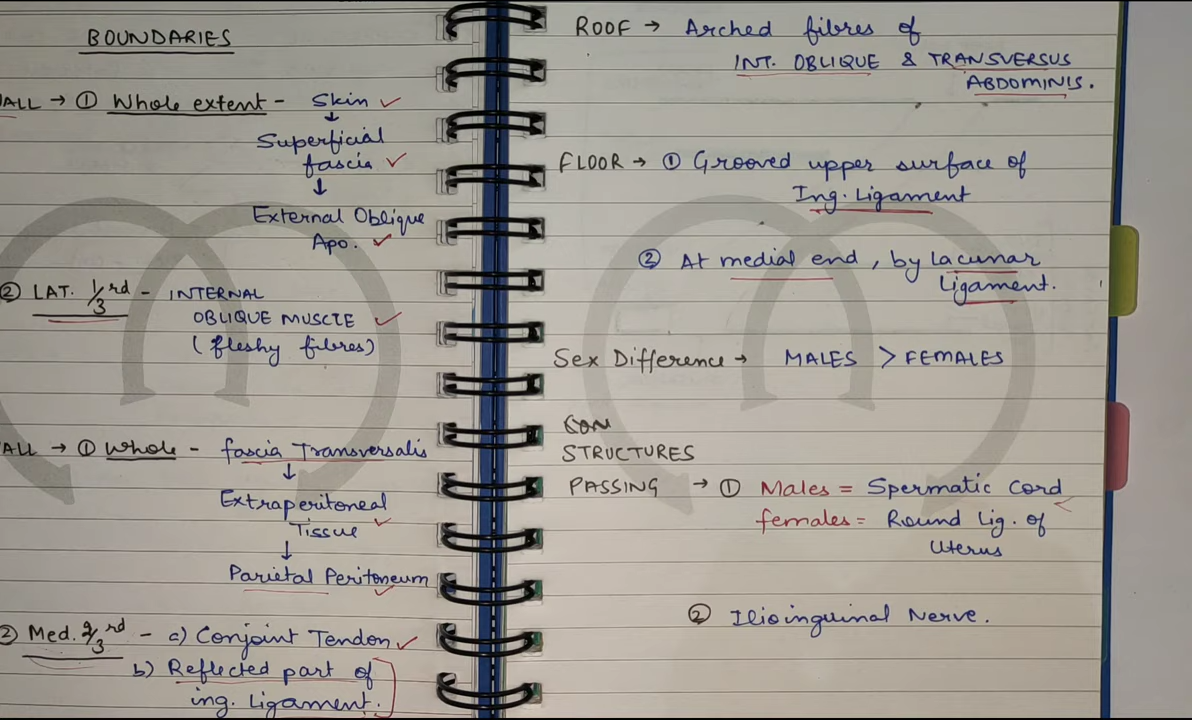 BOUNDARIES
ALL → ① Whole extent - Skin ✓
↓
Superficial
fascia ✓
↓
External Oblique
Apo. ✓
② LAT. 1/3 rd - INTERNAL
OBLIQUE MUSCLE ✓
(fleshy fibres)
ALL → ① Whole - fascia Transversalis
↓
Extraperitoneal
Tissue ✓
↓
Parietal Peritoneum ✓
② Med. 2/3 rd - a) Conjoint Tendon ✓
b) Reflected part of
ing. Ligament.
ROOF → Arched fibres of
INT. OBLIQUE & TRANSVERSUS
ABDOMINIS.
FLOOR → ① Grooved upper surface of
Ing. Ligament
② At medial end, by Lacunar
Ligament.
Sex Difference → MALES > FEMALES
STRUCTURES
PASSING → ① Males = Spermatic Cord
females = Round Lig. of
Uterus
② Ilioinguinal Nerve.